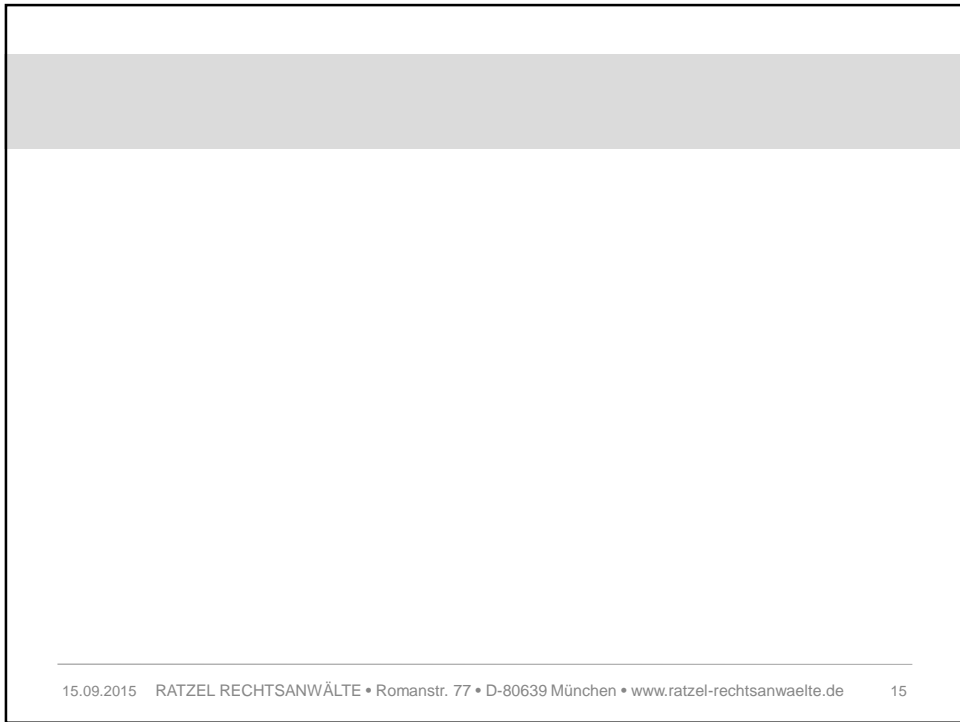 15.09.2015 RATZEL RECHTSANWÄLTE • Romanstr. 77 • D-80639 München • www.ratzel-rechtsanwaelte.de 15